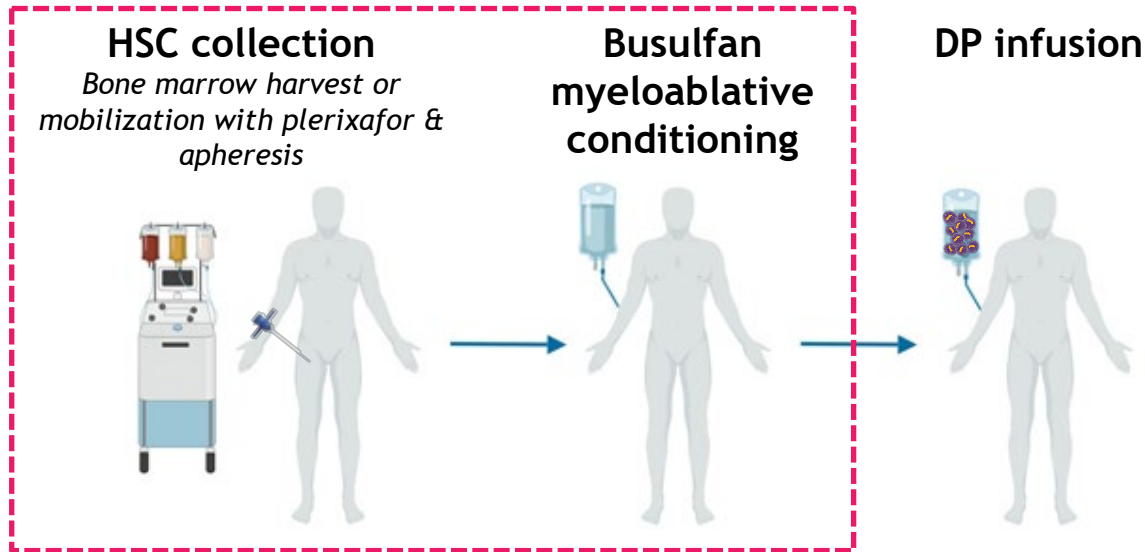 HSC collection
Bone marrow harvest or
mobilization with plerixafor &
apheresis
Busulfan
myeloablative
conditioning
DP infusion